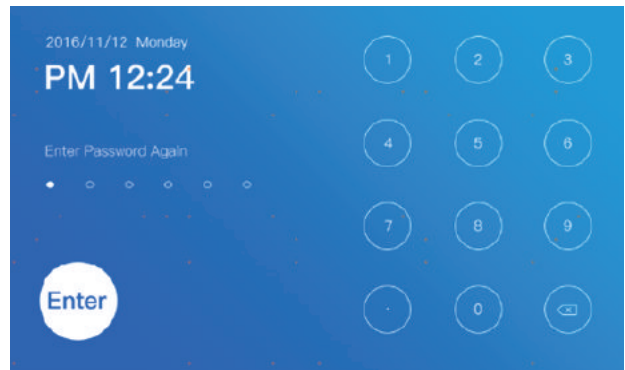 2016/11/12 Monday
PM 12:24
Enter Password Again
Enter
1 2 3
4 5 6
7 8 9
. 0